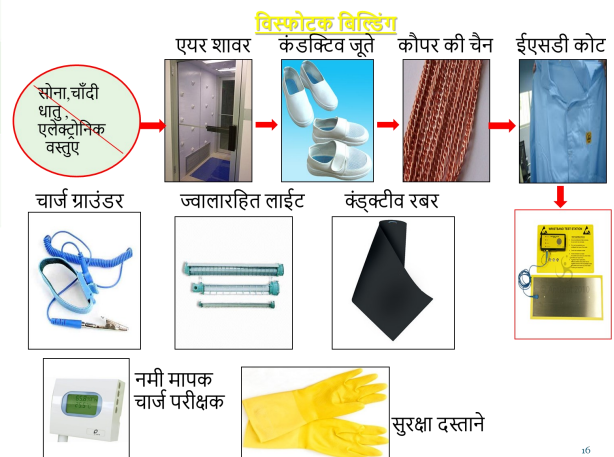 विस्फोटक बिल्डिंग
एयर शावर
कंडक्टिव जूते
कौपर की चैन
ईएसडी कोट
सोना,चाँदी
धातु ,
एलेक्ट्रोनिक
वस्तुए
चार्ज ग्राउंडर
ज्वालारहित लाईट
क्ंड्क्टीव रबर
नमी मापक
चार्ज परीक्षक
सुरक्षा दस्ताने
16